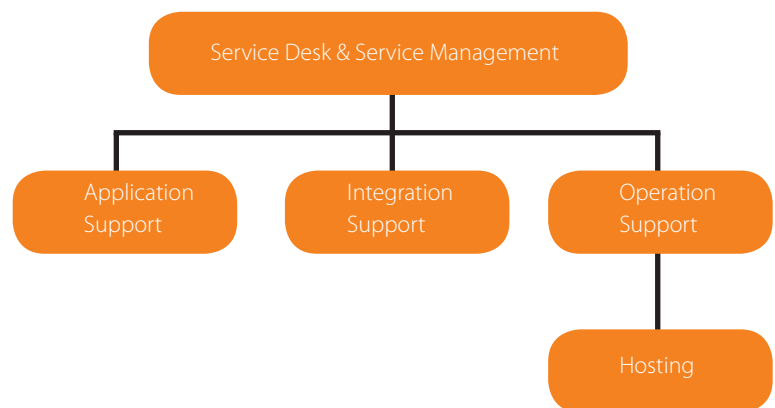 Service Desk & Service Management
Application
Support
Integration
Support
Operation
Support
Hosting